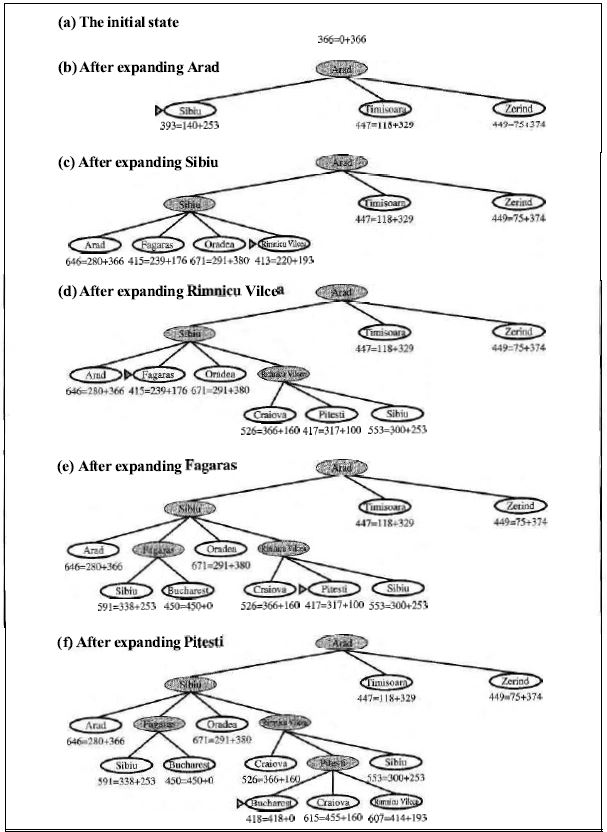 (a) The initial state
366=0+366
(b) After expanding Arad
Arad
Sibiu Timisoara Zerind
393=140+253 447=118+329 449=75+374
(c) After expanding Sibiu
Arad
Sibiu Timisoara Zerind
447=118+329 449=75+374
Arad Fagaras Oradea Rimnicu Vilcea
646=280+366 415=239+176 671=291+380 413=220+193
(d) After expanding Rimnicu Vilcea
Arad
Sibiu Timisoara Zerind
447=118+329 449=75+374
Arad Fagaras Oradea Rimnicu Vilcea
646=280+366 415=239+176 671=291+380
Craiova Pitesti Sibiu
526=366+160 417=317+100 553=300+253
(e) After expanding Fagaras
Arad
Sibiu Timisoara Zerind
447=118+329 449=75+374
Arad Fagaras Oradea Rimnicu Vilcea
646=280+366 671=291+380
Sibiu Bucharest Craiova Pitesti Sibiu
591=338+253 450=450+0 526=366+160 417=317+100 553=300+253
(f) After expanding Pitesti
Arad
Sibiu Timisoara Zerind
447=118+329 449=75+374
Arad Fagaras Oradea Rimnicu Vilcea
646=280+366 671=291+380
Sibiu Bucharest Craiova Pitesti Sibiu
591=338+253 450=450+0 526=366+160 553=300+253
Bucharest Craiova Rimnicu Vilcea
418=418+0 615=455+160 607=414+193